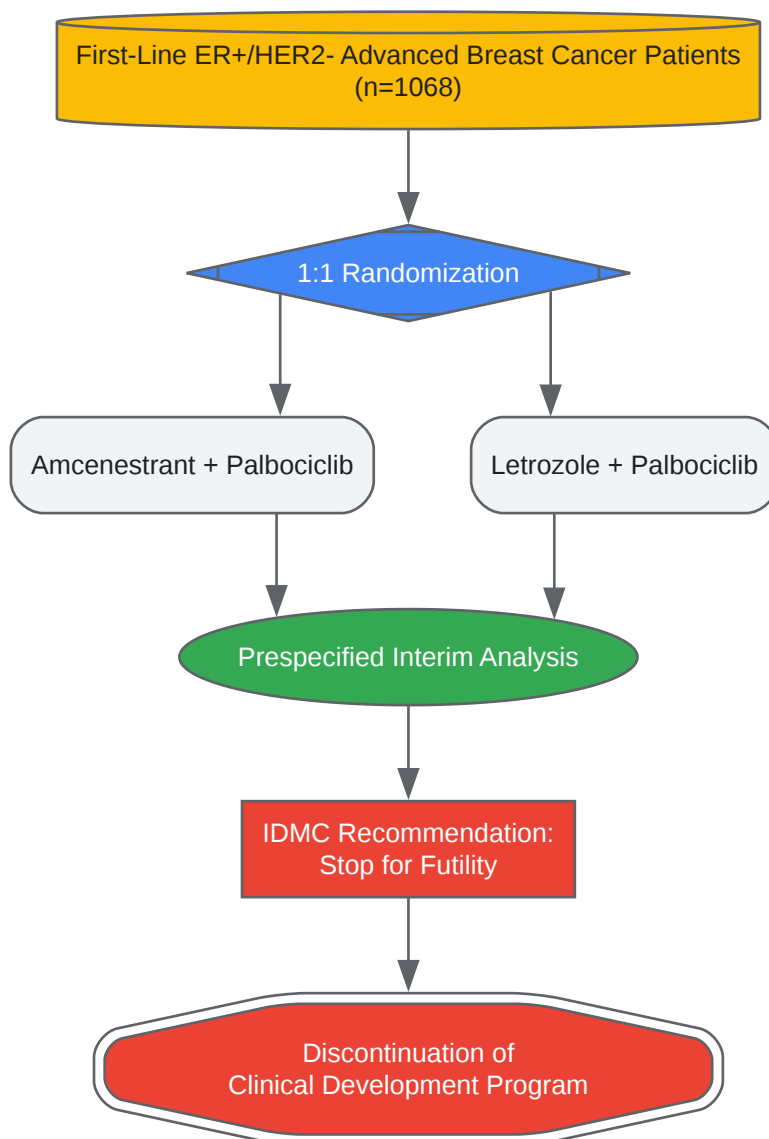 First-Line ER+/HER2- Advanced Breast Cancer Patients
(n=1068)
1:1 Randomization
Amcenestrant + Palbociclib
Letrozole + Palbociclib
Prespecified Interim Analysis
IDMC Recommendation:
Stop for Futility
Discontinuation of
Clinical Development Program